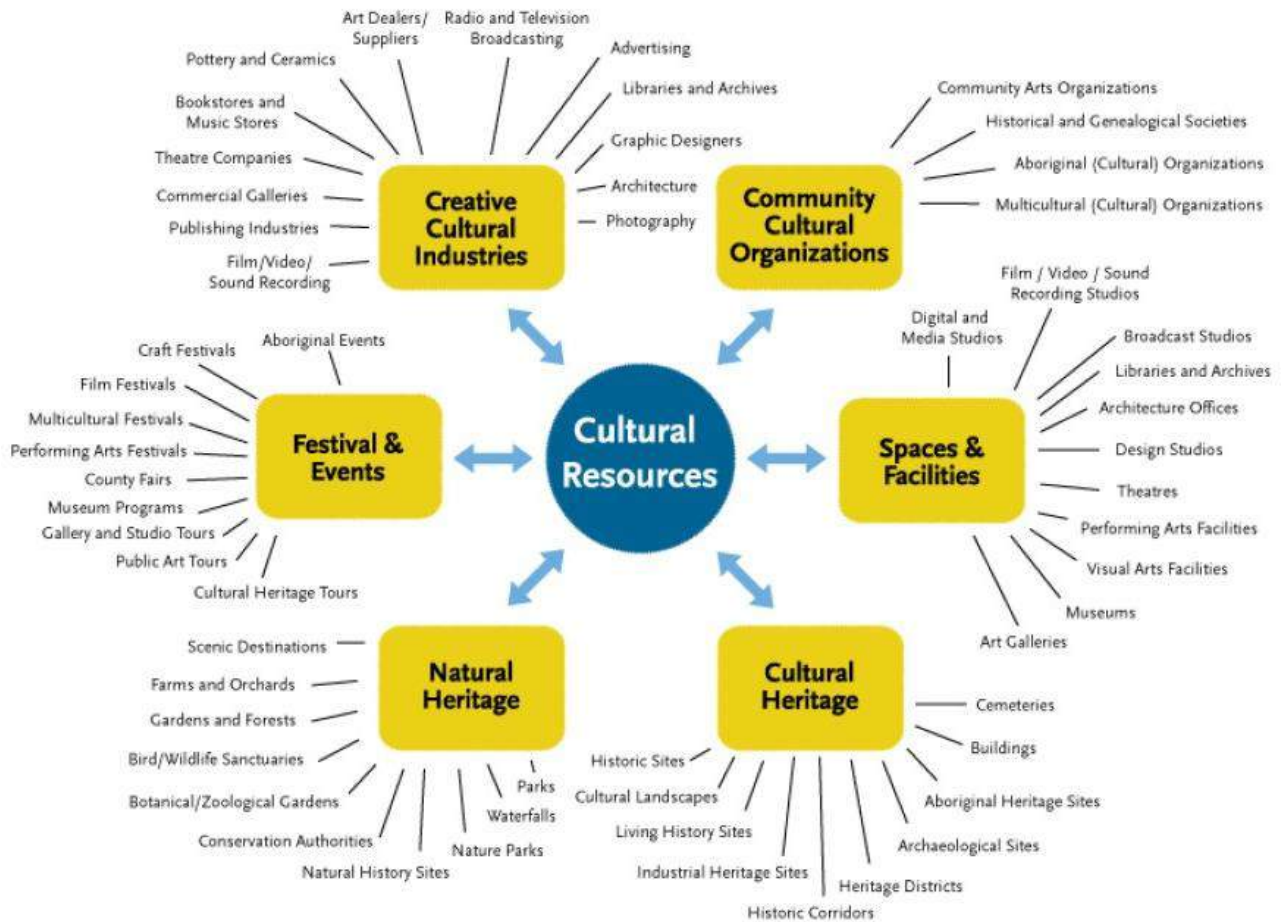 Art Dealers/
Suppliers
Radio and Television
Broadcasting
Pottery and Ceramics
Advertising
Bookstores and
Music Stores
Libraries and Archives
Theatre Companies
Graphic Designers
Commercial Galleries
Architecture
Publishing Industries
Photography
Film/Video/
Sound Recording
Creative
Cultural
Industries
Community Arts Organizations
Historical and Genealogical Societies
Aboriginal (Cultural) Organizations
Multicultural (Cultural) Organizations
Community
Cultural
Organizations
Aboriginal Events
Craft Festivals
Film Festivals
Multicultural Festivals
Performing Arts Festivals
County Fairs
Museum Programs
Gallery and Studio Tours
Public Art Tours
Cultural Heritage Tours
Festival &
Events
Cultural
Resources
Film / Video / Sound
Recording Studios
Digital and
Media Studios
Broadcast Studios
Libraries and Archives
Architecture Offices
Design Studios
Theatres
Performing Arts Facilities
Visual Arts Facilities
Museums
Art Galleries
Spaces &
Facilities
Scenic Destinations
Farms and Orchards
Gardens and Forests
Bird/Wildlife Sanctuaries
Botanical/Zoological Gardens
Conservation Authorities
Natural History Sites
Nature Parks
Waterfalls
Parks
Natural
Heritage
Cultural
Heritage
Cemeteries
Buildings
Historic Sites
Cultural Landscapes
Living History Sites
Industrial Heritage Sites
Historic Corridors
Heritage Districts
Archaeological Sites
Aboriginal Heritage Sites